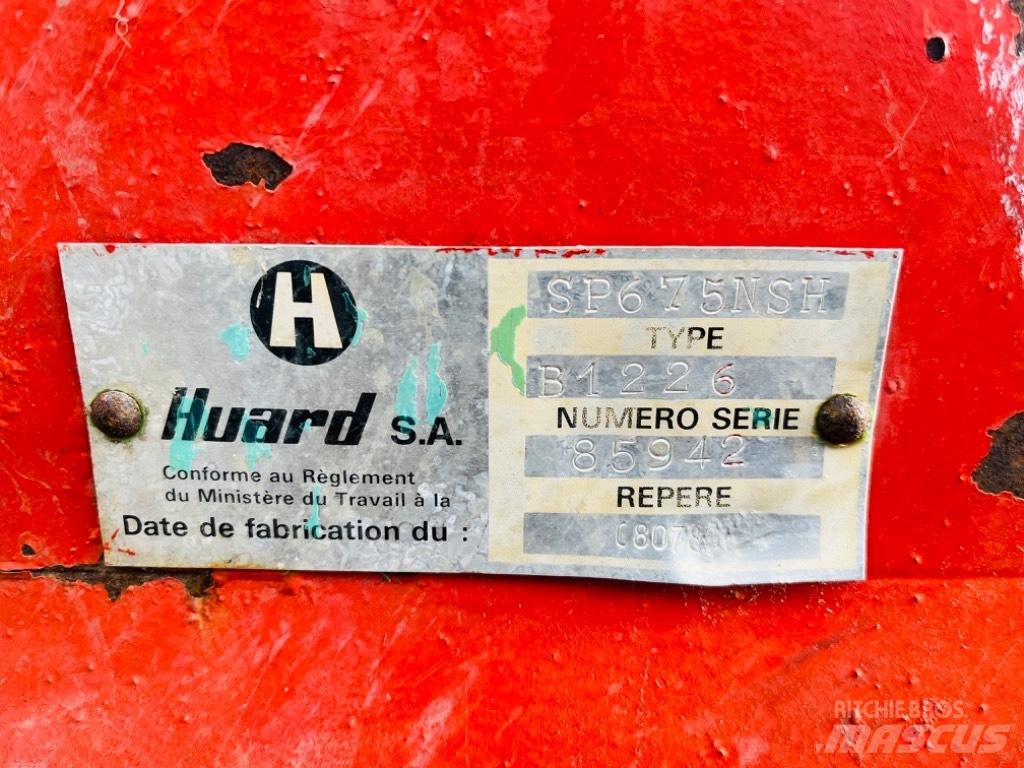 H
Huard S.A.
Conforme au Règlement
du Ministère du Travail à la
Date de fabrication du :
SP675NSH
TYPE
B1226
NUMERO SERIE
85942
REPERE
RITCHIE BROS.
MASCUS